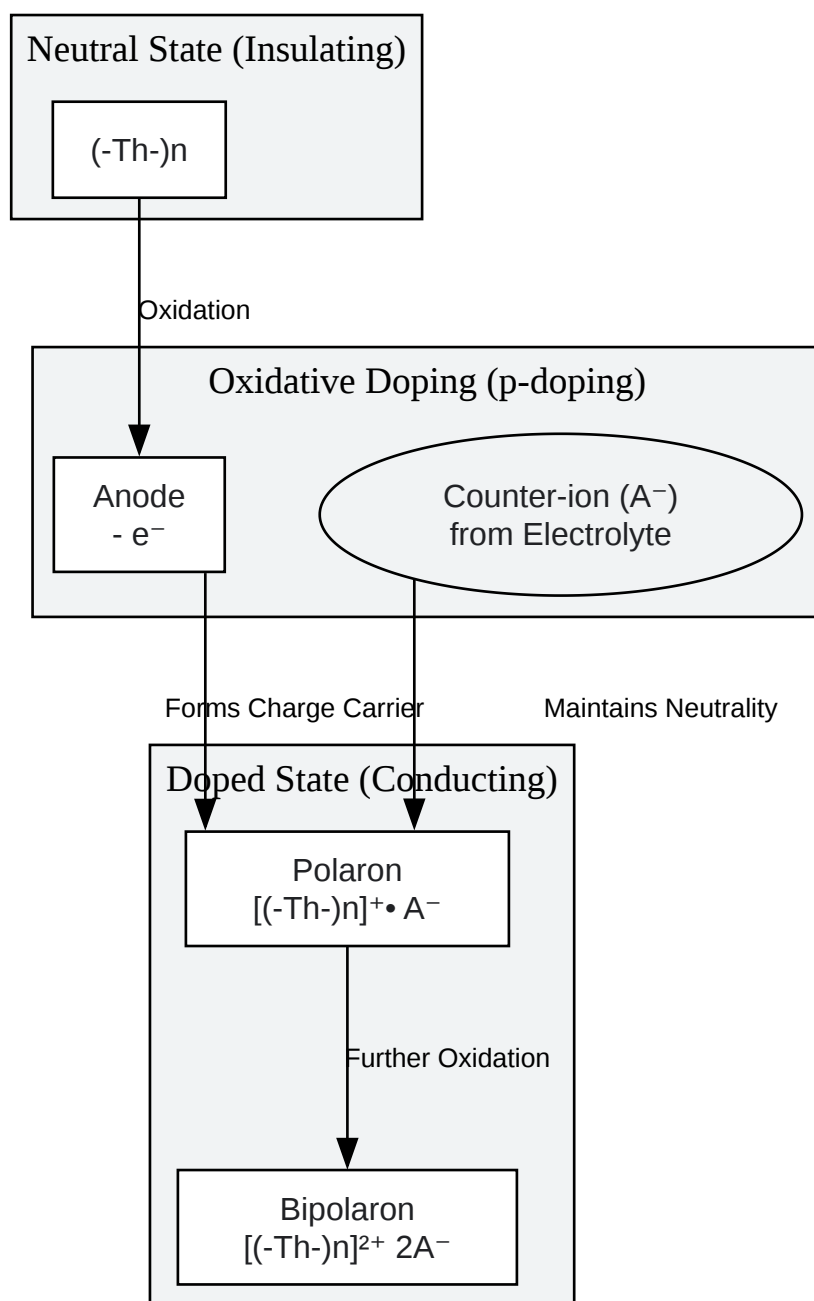 Neutral State (Insulating)
(-Th-)n
Oxidation
Oxidative Doping (p-doping)
Anode
- e⁻
Counter-ion (A⁻)
from Electrolyte
Forms Charge Carrier
Maintains Neutrality
Doped State (Conducting)
Polaron
[(-Th-)n]⁺• A⁻
Further Oxidation
Bipolaron
[(-Th-)n]²⁺ 2A⁻